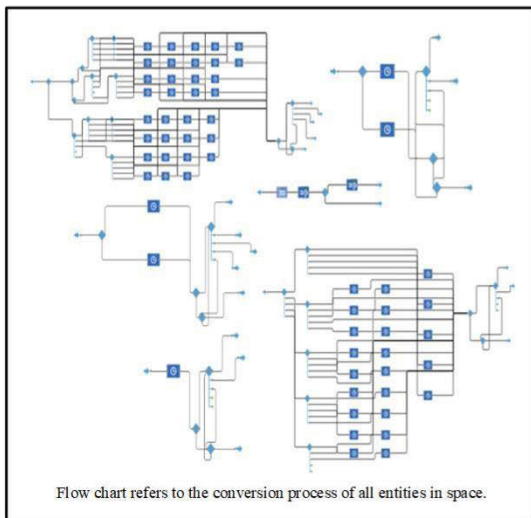 Flow chart refers to the conversion process of all entities in space.